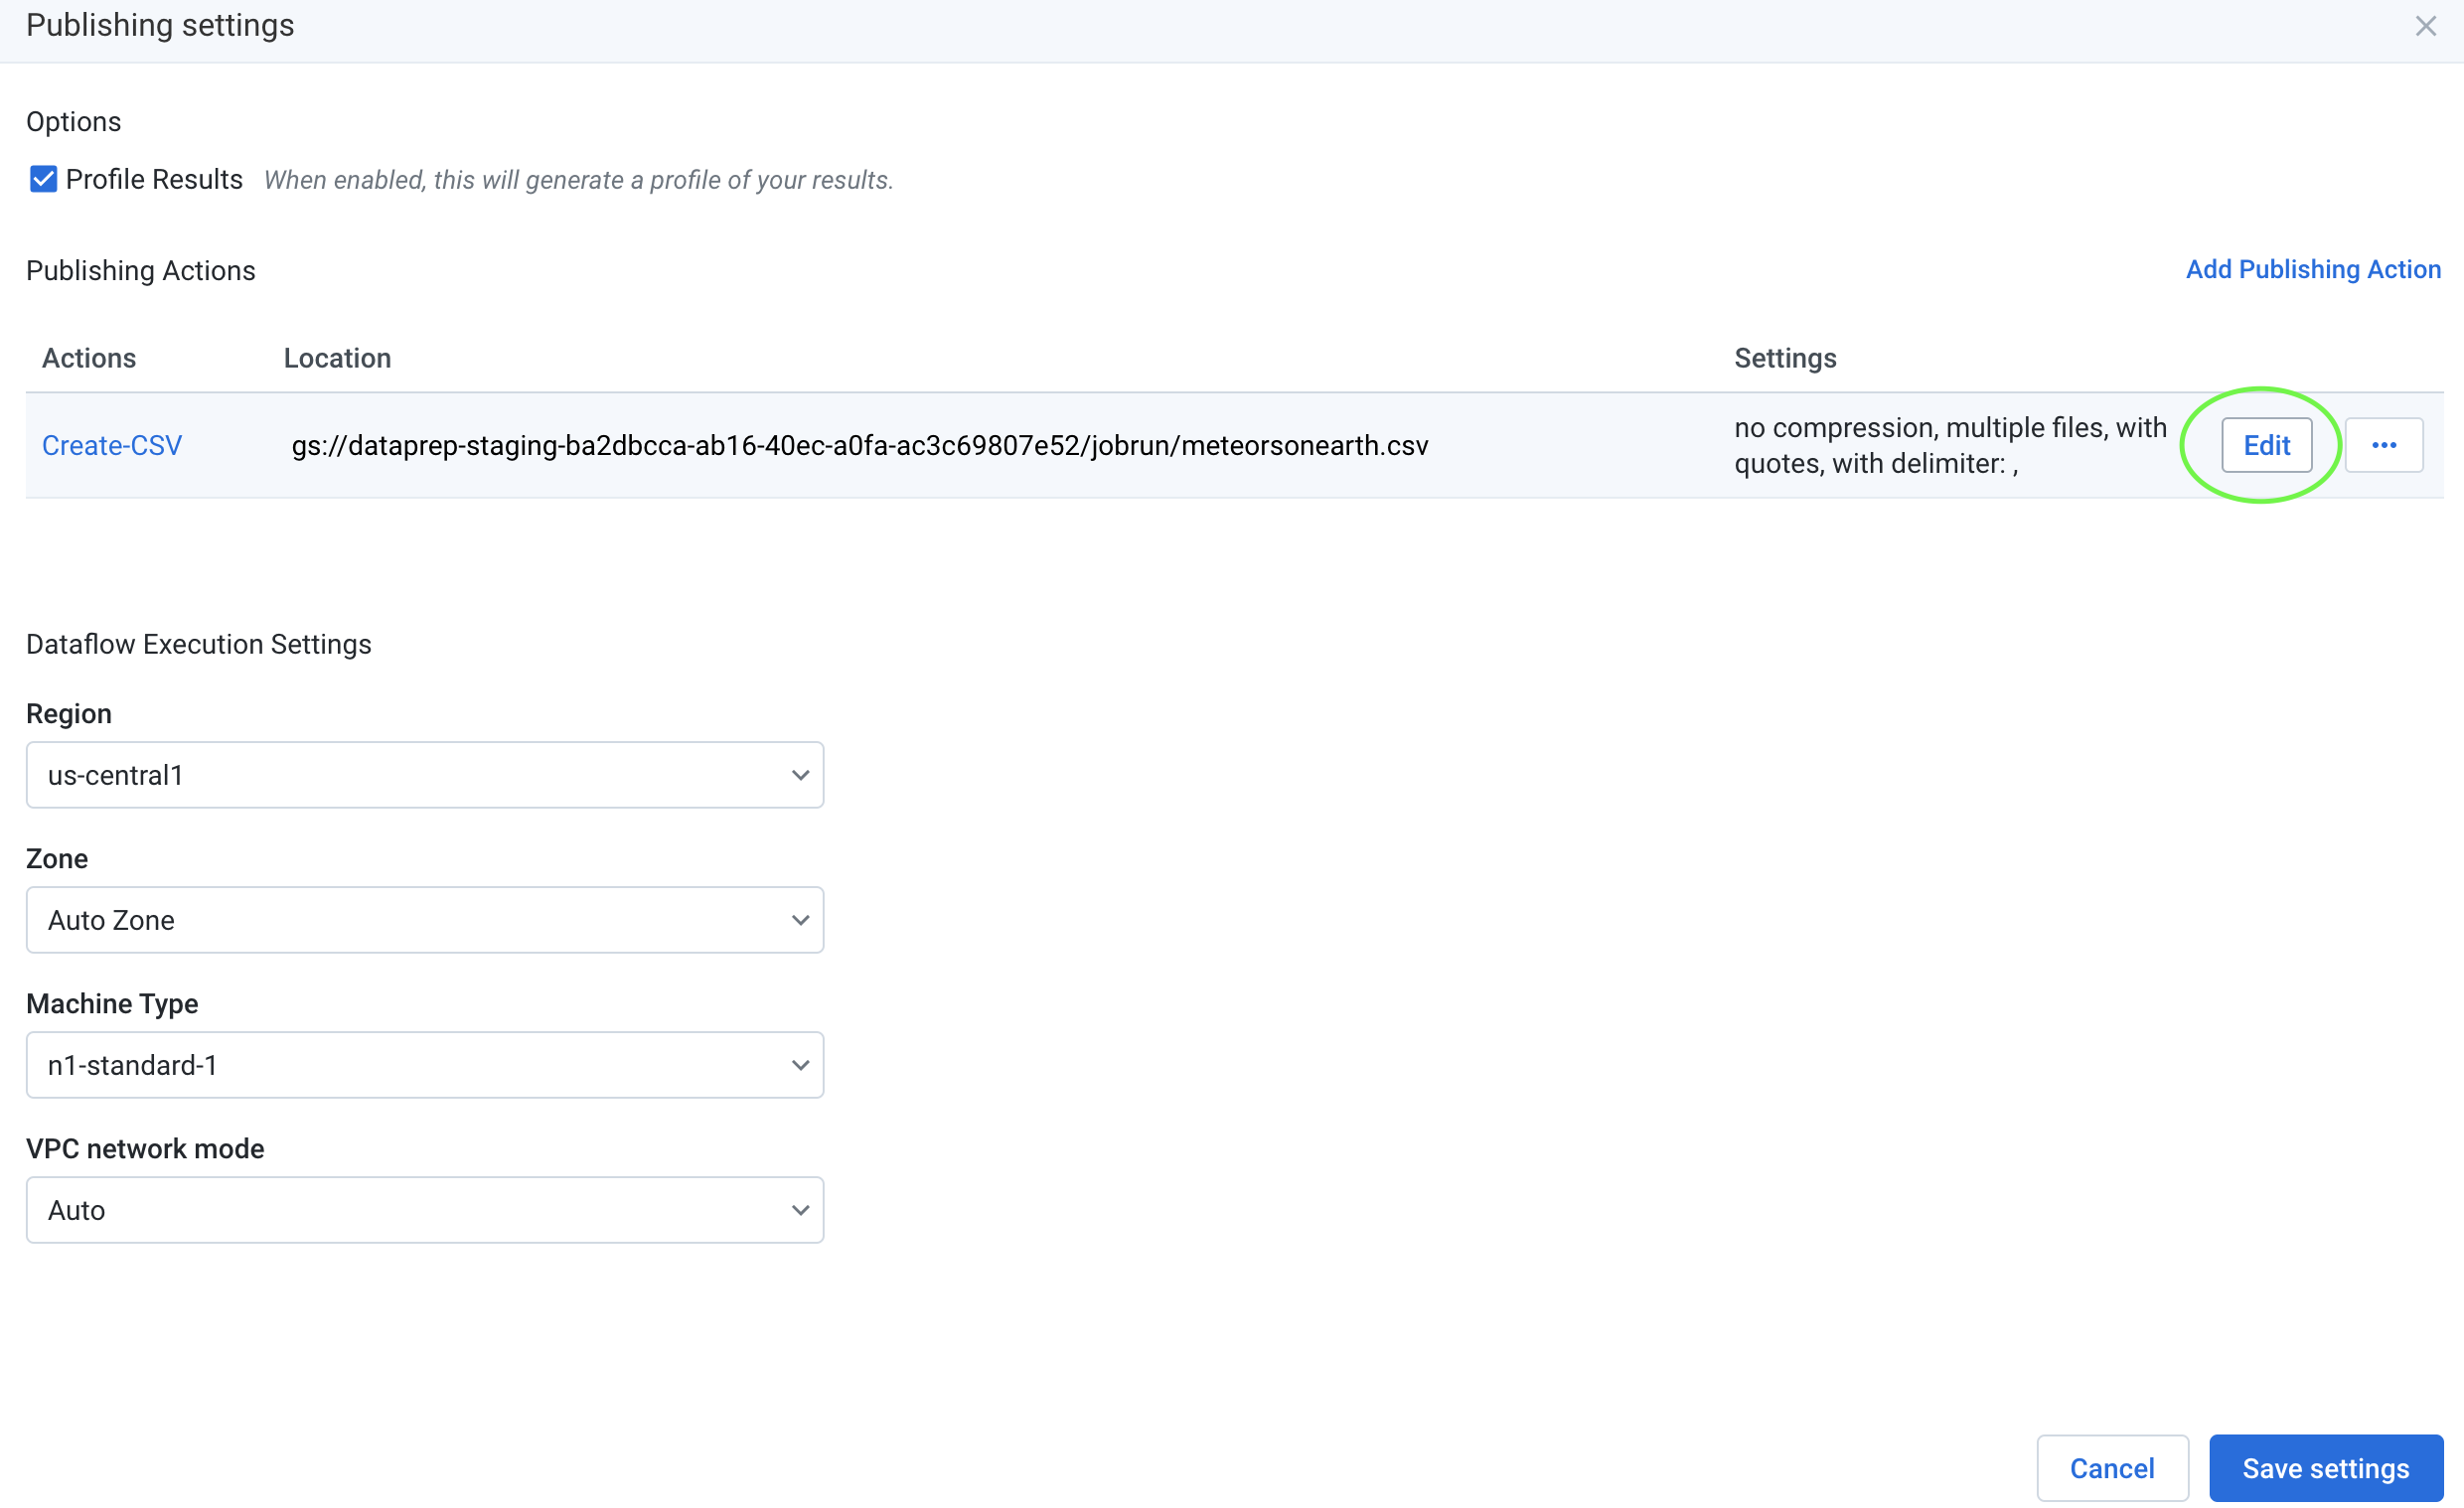 Publishing settings
Options
Profile Results When enabled, this will generate a profile of your results.
Publishing Actions
Add Publishing Action
Actions Location Settings
Create-CSV gs://dataprep-staging-ba2dbcca-ab16-40ec-a0fa-ac3c69807e52/jobrun/meteorsonearth.csv
no compression, multiple files, with
quotes, with delimiter: ,
Edit
Dataflow Execution Settings
Region
us-central1
Zone
Auto Zone
Machine Type
n1-standard-1
VPC network mode
Auto
Cancel
Save settings